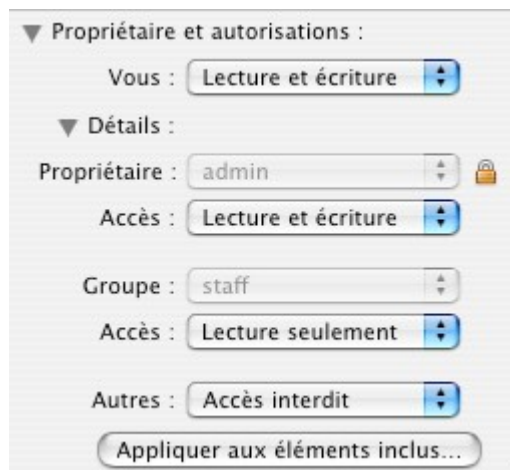 Propriétaire et autorisations :
Vous : Lecture et écriture
Détails :
Propriétaire : admin
Accès : Lecture et écriture
Groupe : staff
Accès : Lecture seulement
Autres : Accès interdit
Appliquer aux éléments inclus...